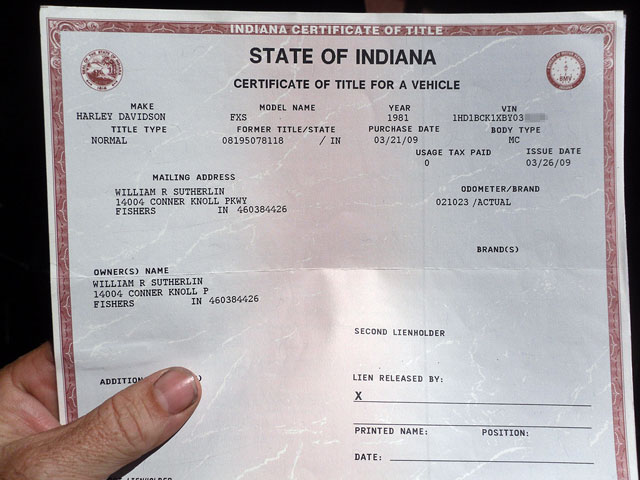 INDIANA CERTIFICATE OF TITLE
STATE OF INDIANA
CERTIFICATE OF TITLE FOR A VEHICLE
BMV
MAKE MODEL NAME YEAR VIN
HARLEY DAVIDSON FXS 1981 1HD1BCK1XBY03
TITLE TYPE FORMER TITLE/STATE PURCHASE DATE BODY TYPE
NORMAL 08195078118 / IN 03/21/09 MC
USAGE TAX PAID ISSUE DATE
0 03/26/09
MAILING ADDRESS
WILLIAM R SUTHERLIN
14004 CONNER KNOLL PKWY
FISHERS IN 460384426
ODOMETER/BRAND
021023 /ACTUAL
BRAND(S)
OWNER(S) NAME
WILLIAM R SUTHERLIN
14004 CONNER KNOLL P
FISHERS IN 460384426
SECOND LIENHOLDER
ADDITION
LIEN RELEASED BY:
X
PRINTED NAME: POSITION:
DATE:
LIENHOLDER